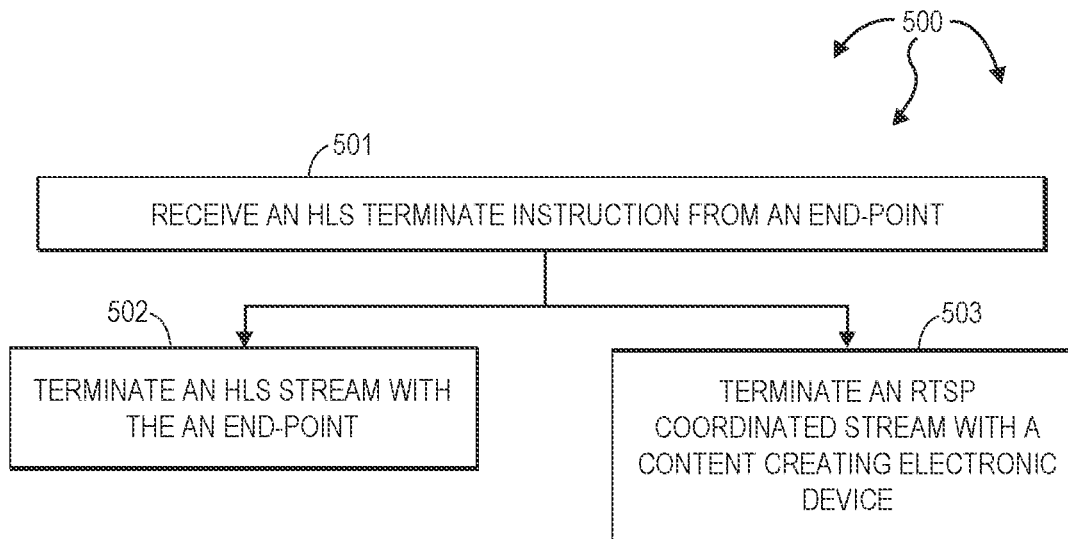 500
501
RECEIVE AN HLS TERMINATE INSTRUCTION FROM AN END-POINT
502
TERMINATE AN HLS STREAM WITH
THE AN END-POINT
503
TERMINATE AN RTSP
COORDINATED STREAM WITH A
CONTENT CREATING ELECTRONIC
DEVICE